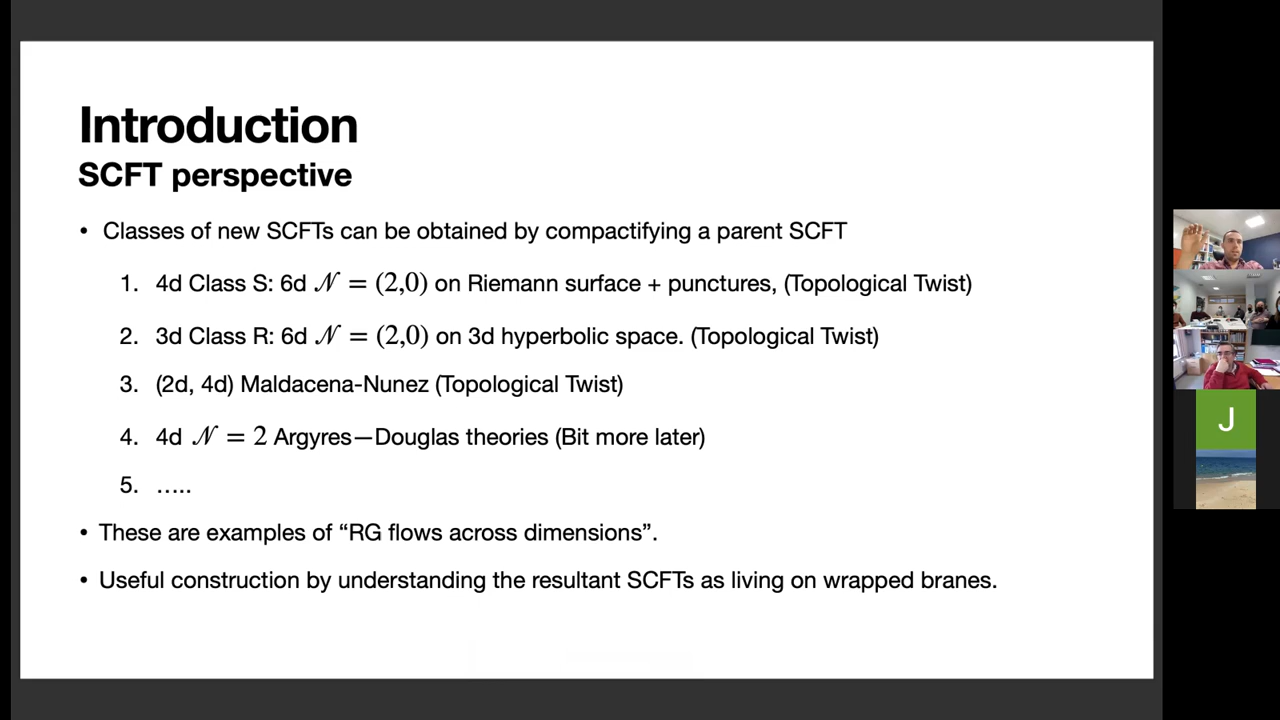 Introduction
SCFT perspective
• Classes of new SCFTs can be obtained by compactifying a parent SCFT
1. 4d Class S: 6d 𝒩 = (2,0) on Riemann surface + punctures, (Topological Twist)
2. 3d Class R: 6d 𝒩 = (2,0) on 3d hyperbolic space. (Topological Twist)
3. (2d, 4d) Maldacena-Nunez (Topological Twist)
4. 4d 𝒩 = 2 Argyres—Douglas theories (Bit more later)
5. …..
• These are examples of “RG flows across dimensions”.
• Useful construction by understanding the resultant SCFTs as living on wrapped branes.
J